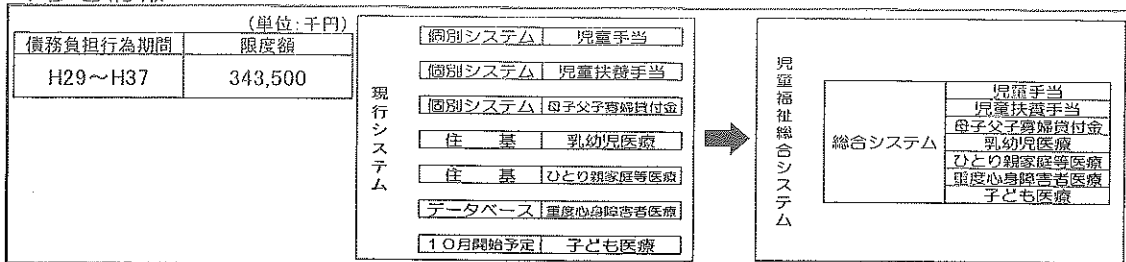 (単位:千円)
債務負担行為期間 限度額
H29～H37 343,500
現行システム
個別システム 児童手当
個別システム 児童扶養手当
個別システム 母子父子寡婦貸付金
住 基 乳幼児医療
住 基 ひとり親家庭等医療
データベース 重度心身障害者医療
10月開始予定 子ども医療
児童福祉総合システム
総合システム
児童手当
児童扶養手当
母子父子寡婦貸付金
乳幼児医療
ひとり親家庭等医療
重度心身障害者医療
子ども医療